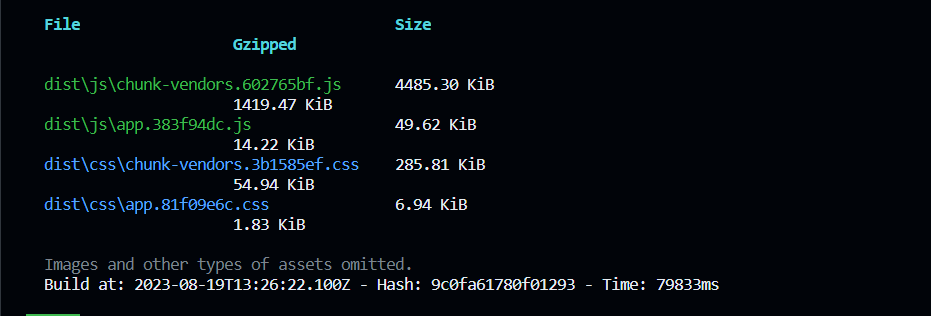 File Size
Gzipped
dist\js\chunk-vendors.602765bf.js 4485.30 KiB
1419.47 KiB
dist\js\app.383f94dc.js 49.62 KiB
14.22 KiB
dist\css\chunk-vendors.3b1585ef.css 285.81 KiB
54.94 KiB
dist\css\app.81f09e6c.css 6.94 KiB
1.83 KiB
Images and other types of assets omitted.
Build at: 2023-08-19T13:26:22.100Z - Hash: 9c0fa61780f01293 - Time: 79833ms